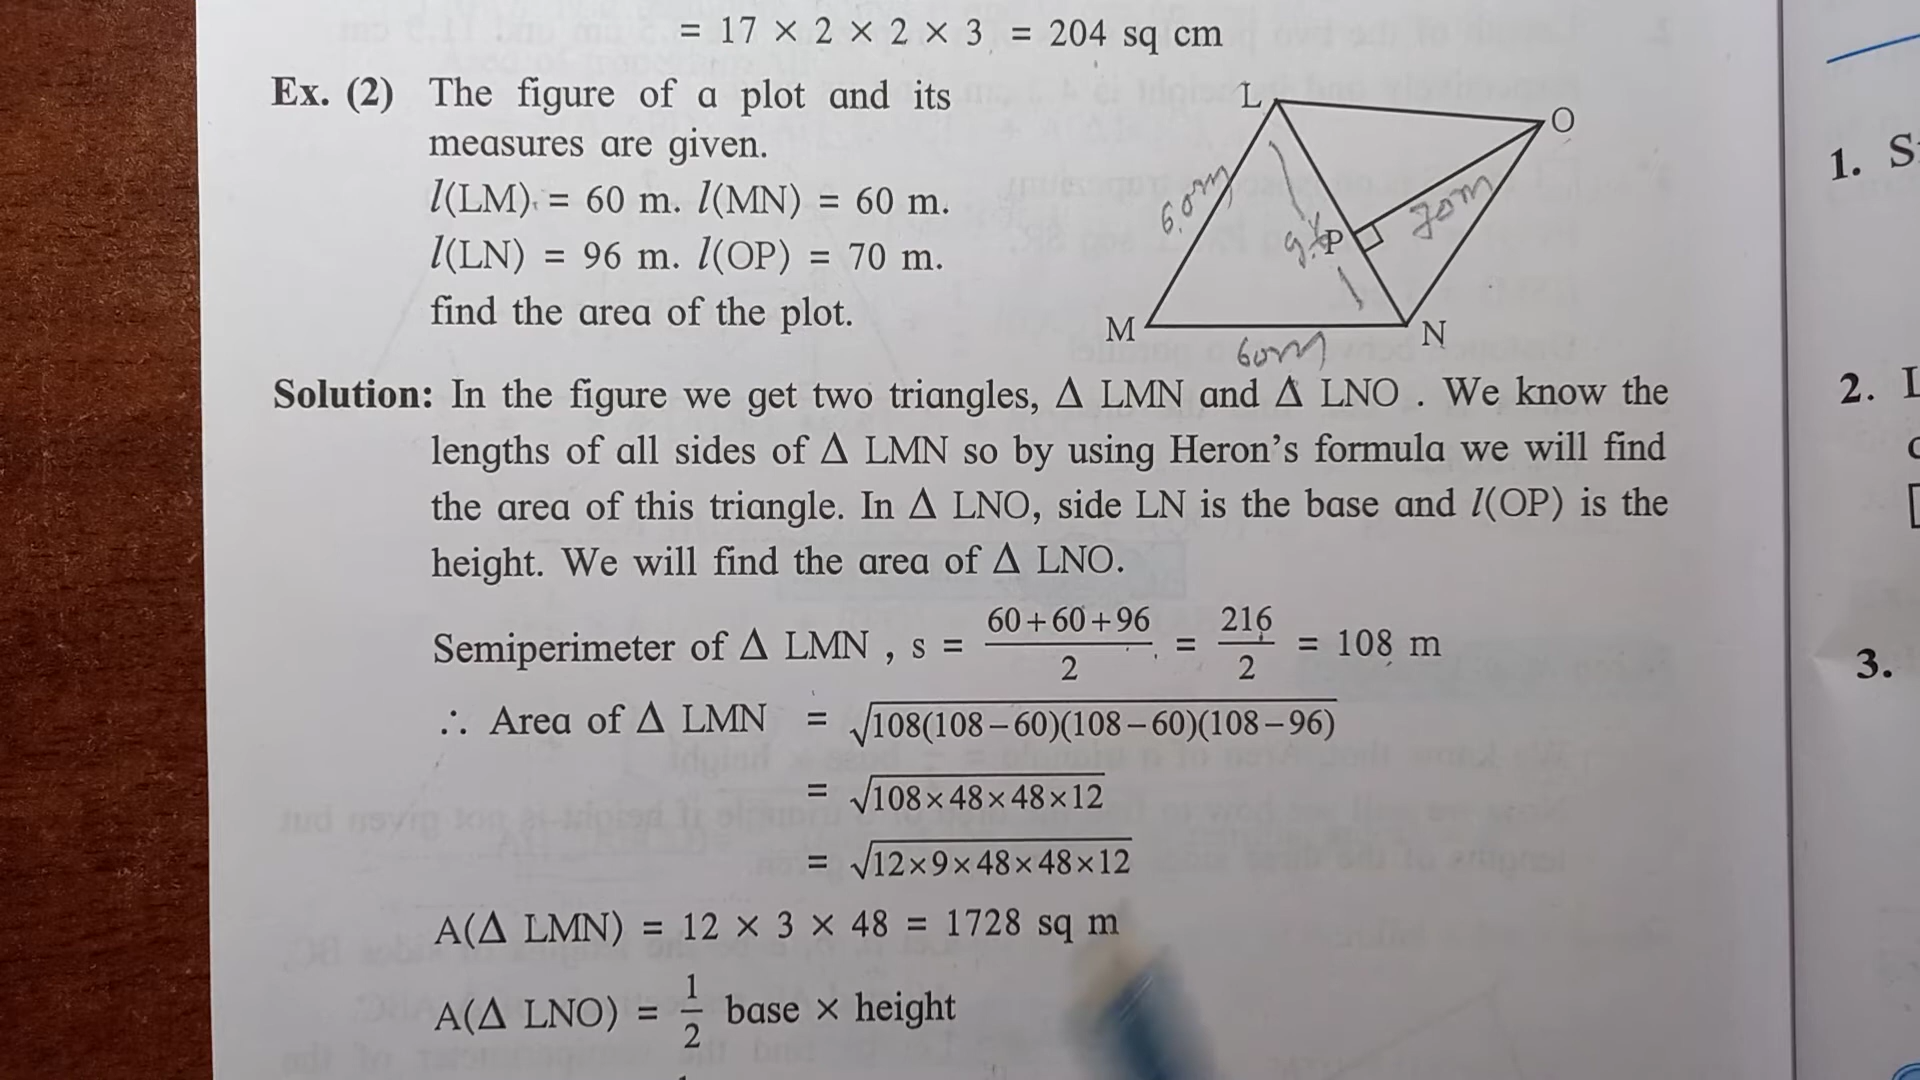 = 17 × 2 × 2 × 3 = 204 sq cm
Ex. (2) The figure of a plot and its
measures are given.
l(LM) = 60 m. l(MN) = 60 m.
l(LN) = 96 m. l(OP) = 70 m.
find the area of the plot.
L
O
60m
P
70m
M
N
60m
Solution: In the figure we get two triangles, Δ LMN and Δ LNO . We know the
lengths of all sides of Δ LMN so by using Heron's formula we will find
the area of this triangle. In Δ LNO, side LN is the base and l(OP) is the
height. We will find the area of Δ LNO.
Semiperimeter of Δ LMN , s = 60+60+96/2 = 216/2 = 108 m
∴ Area of Δ LMN = √108(108–60)(108–60)(108–96)
= √108×48×48×12
= √12×9×48×48×12
A(Δ LMN) = 12 × 3 × 48 = 1728 sq m
A(Δ LNO) = 1/2 base × height
1.
2.
3.